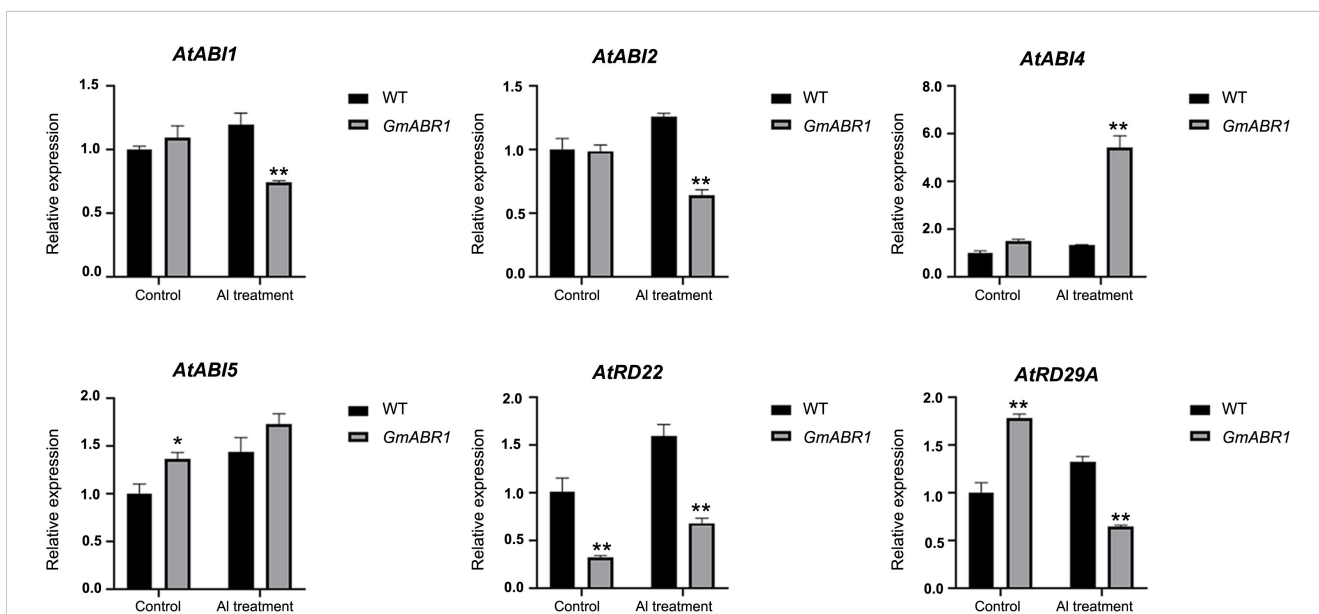 AtABI1
1.5
1.0
0.5
0.0
Relative expression
**
Control
Al treatment
WT
GmABR1
AtABI2
1.5
1.0
0.5
0.0
Relative expression
**
Control
Al treatment
WT
GmABR1
AtABI4
8.0
6.0
4.0
2.0
0.0
Relative expression
**
Control
Al treatment
WT
GmABR1
AtABI5
2.0
1.5
1.0
0.5
0.0
Relative expression
*
Control
Al treatment
WT
GmABR1
AtRD22
2.0
1.5
1.0
0.5
0.0
Relative expression
**
**
Control
Al treatment
WT
GmABR1
AtRD29A
2.0
1.5
1.0
0.5
0.0
Relative expression
**
**
Control
Al treatment
WT
GmABR1